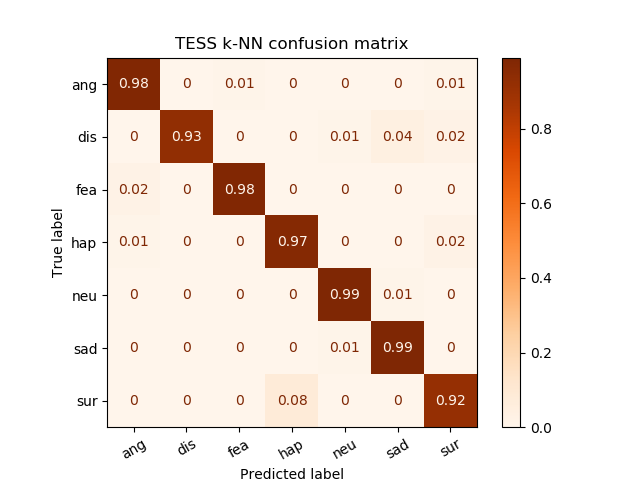 TESS k-NN confusion matrix
True label
ang 0.98 0 0.01 0 0 0 0.01
dis 0 0.93 0 0 0.01 0.04 0.02
fea 0.02 0 0.98 0 0 0 0
hap 0.01 0 0 0.97 0 0 0.02
neu 0 0 0 0 0.99 0.01 0
sad 0 0 0 0 0.01 0.99 0
sur 0 0 0 0.08 0 0 0.92
ang dis fea hap neu sad sur
Predicted label
0.8
0.6
0.4
0.2
0.0